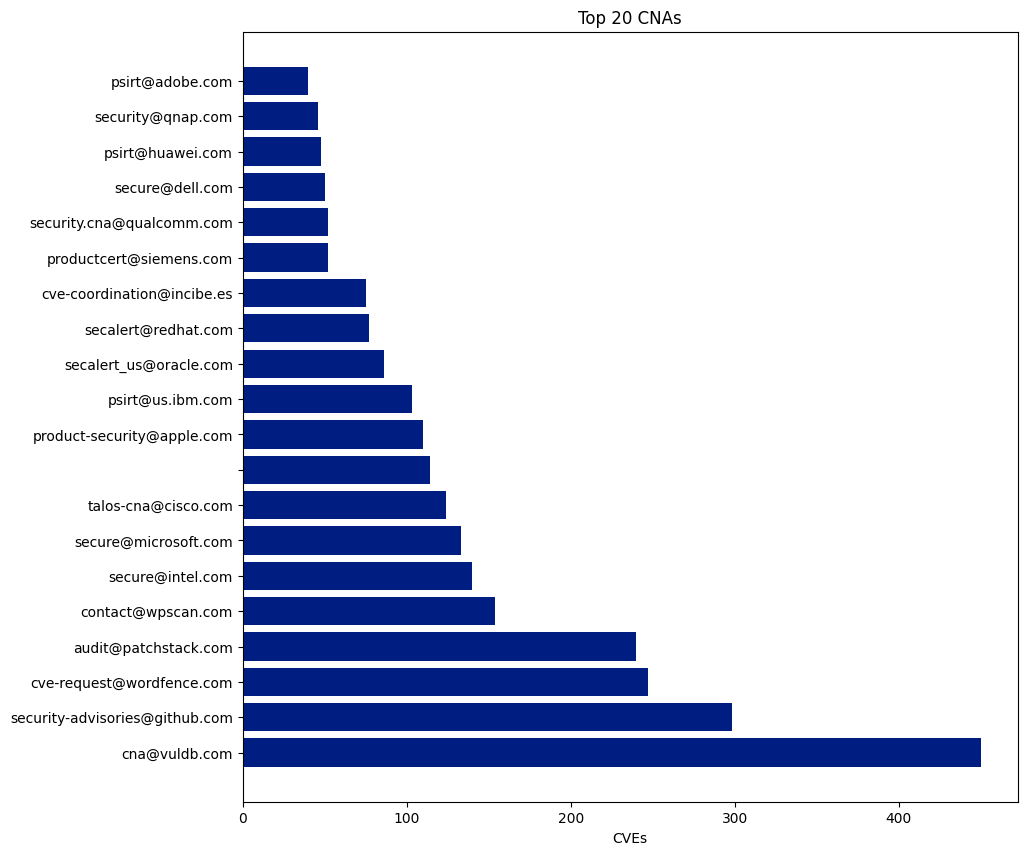 Top 20 CNAs
psirt@adobe.com
security@qnap.com
psirt@huawei.com
secure@dell.com
security.cna@qualcomm.com
productcert@siemens.com
cve-coordination@incibe.es
secalert@redhat.com
secalert_us@oracle.com
psirt@us.ibm.com
product-security@apple.com
talos-cna@cisco.com
secure@microsoft.com
secure@intel.com
contact@wpscan.com
audit@patchstack.com
cve-request@wordfence.com
security-advisories@github.com
cna@vuldb.com
0 100 200 300 400
CVEs